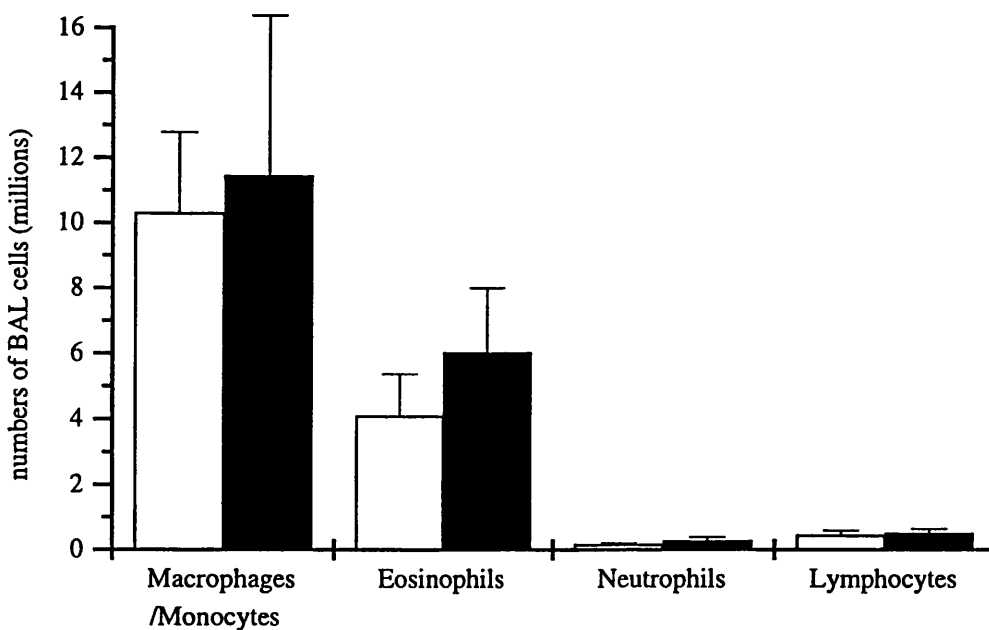 numbers of BAL cells (millions)
16
14
12
10
8
6
4
2
0
Macrophages
/Monocytes
Eosinophils
Neutrophils
Lymphocytes